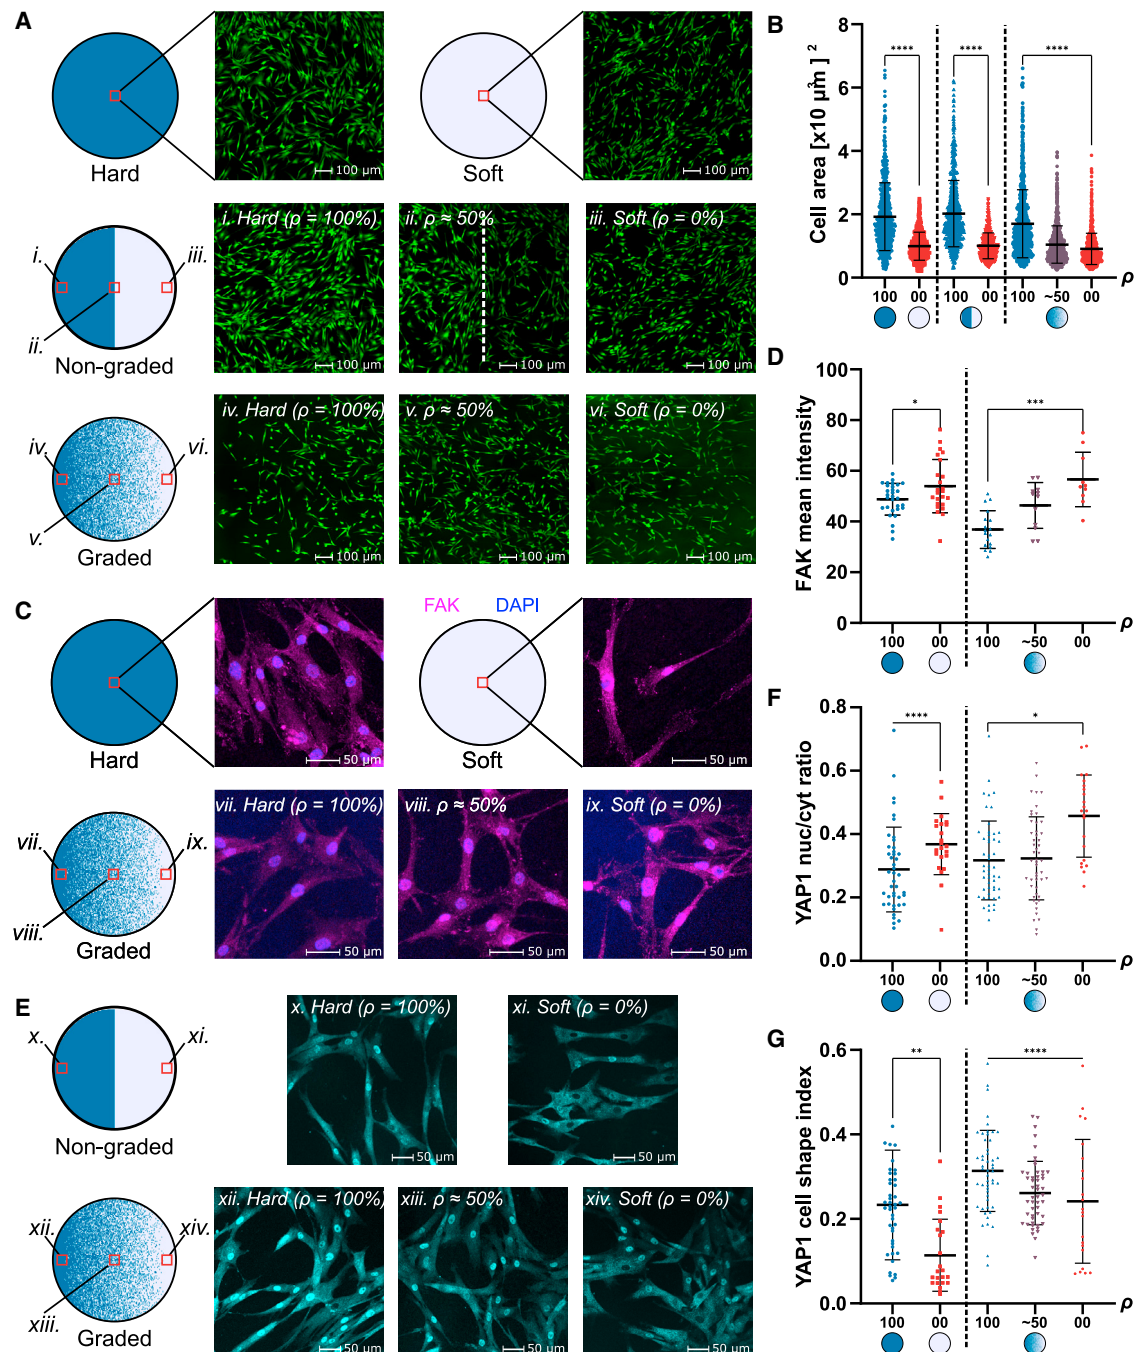 A
Hard
100 µm
Soft
100 µm
i.
ii.
iii.
Non-graded
i. Hard (ρ = 100%)
100 µm
ii. ρ ≈ 50%
100 µm
iii. Soft (ρ = 0%)
100 µm
iv.
v.
vi.
Graded
iv. Hard (ρ = 100%)
100 µm
v. ρ ≈ 50%
100 µm
vi. Soft (ρ = 0%)
100 µm
B
Cell area [x10 µm ] 2
3
8
6
4
2
0
****
****
****
100 00 100 00 100 ~50 00
ρ
C
Hard
50 µm
FAK DAPI
Soft
50 µm
vii.
viii.
ix.
Graded
vii. Hard (ρ = 100%)
50 µm
viii. ρ ≈ 50%
50 µm
ix. Soft (ρ = 0%)
50 µm
D
FAK mean intensity
100
80
60
40
20
0
*
***
100 00 100 ~50 00
ρ
E
x.
xi.
Non-graded
x. Hard (ρ = 100%)
50 µm
xi. Soft (ρ = 0%)
50 µm
xii.
xiii.
xiv.
Graded
xii. Hard (ρ = 100%)
50 µm
xiii. ρ ≈ 50%
50 µm
xiv. Soft (ρ = 0%)
50 µm
F
YAP1 nuc/cyt ratio
0.8
0.6
0.4
0.2
0.0
****
*
100 00 100 ~50 00
ρ
G
YAP1 cell shape index
0.6
0.4
0.2
0.0
**
****
100 00 100 ~50 00
ρ